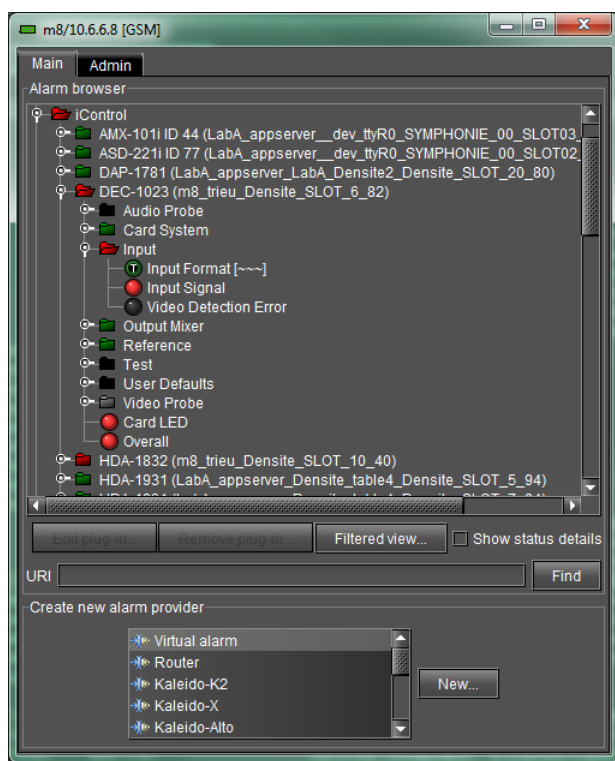 m8/10.6.6.8 [GSM]
Main Admin
Alarm browser
iControl
AMX-101i ID 44 (LabA_appserver__dev_ttyR0_SYMPHONIE_00_SLOT03_
ASD-221i ID 77 (LabA_appserver__dev_ttyR0_SYMPHONIE_00_SLOT02_
DAP-1781 (LabA_appserver_LabA_Densite2_Densite_SLOT_20_80)
DEC-1023 (m8_trieu_Densite_SLOT_6_82)
Audio Probe
Card System
Input
T Input Format [~~~]
Input Signal
Video Detection Error
Output Mixer
Reference
Test
User Defaults
Video Probe
Card LED
Overall
HDA-1832 (m8_trieu_Densite_SLOT_10_40)
HDA-1931 (LabA_appserver_Densite_table4_Densite_SLOT_5_94)
Edit plug-in... Remove plug-in... Filtered view... Show status details
URI Find
Create new alarm provider
Virtual alarm
Router
Kaleido-K2
Kaleido-X
Kaleido-Alto
New...